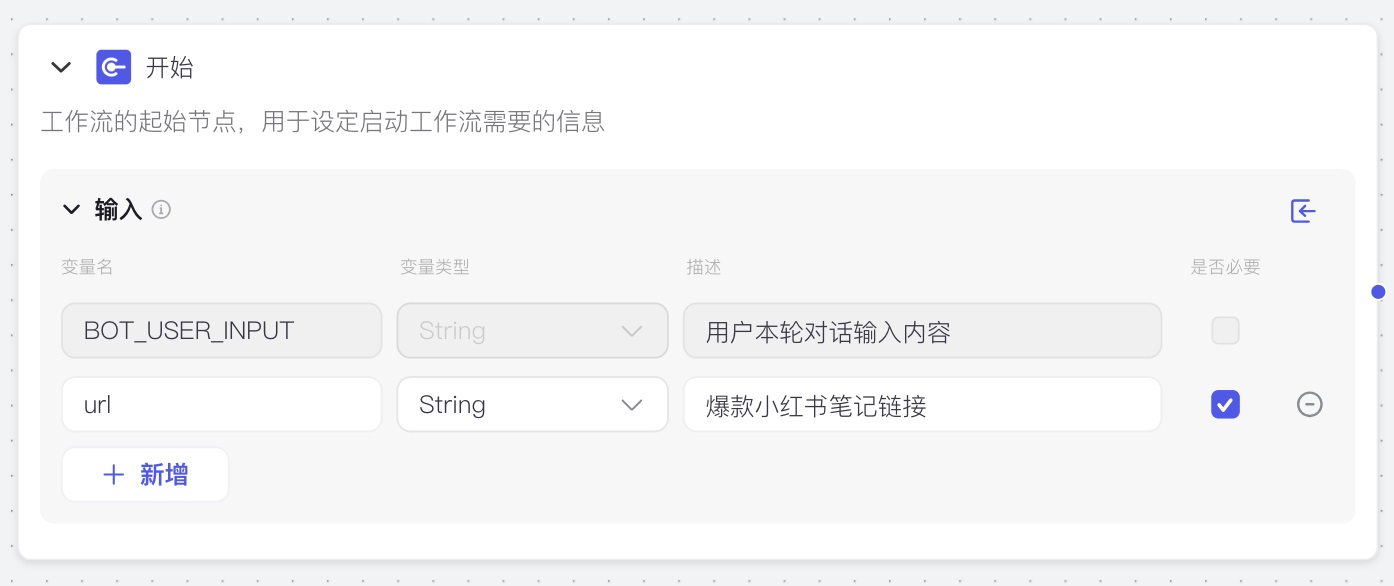 开始
工作流的起始节点，用于设定启动工作流需要的信息
输入
变量名 变量类型 描述 是否必要
BOT_USER_INPUT String 用户本轮对话输入内容
url String 爆款小红书笔记链接
新增